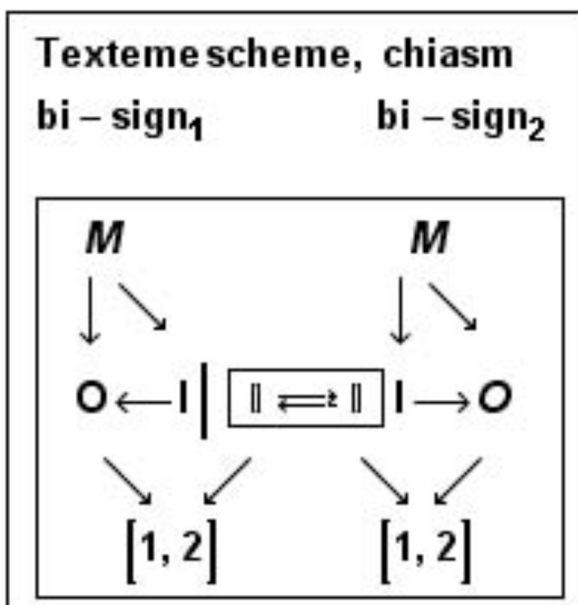 Texteme scheme, chiasm
bi – sign₁ bi – sign₂
M M
↓ ↘ ↓ ↘
O ← I | 𝕀 ⇌ 𝕀 I → O
↘ ↙ ↘ ↙
[1, 2] [1, 2]